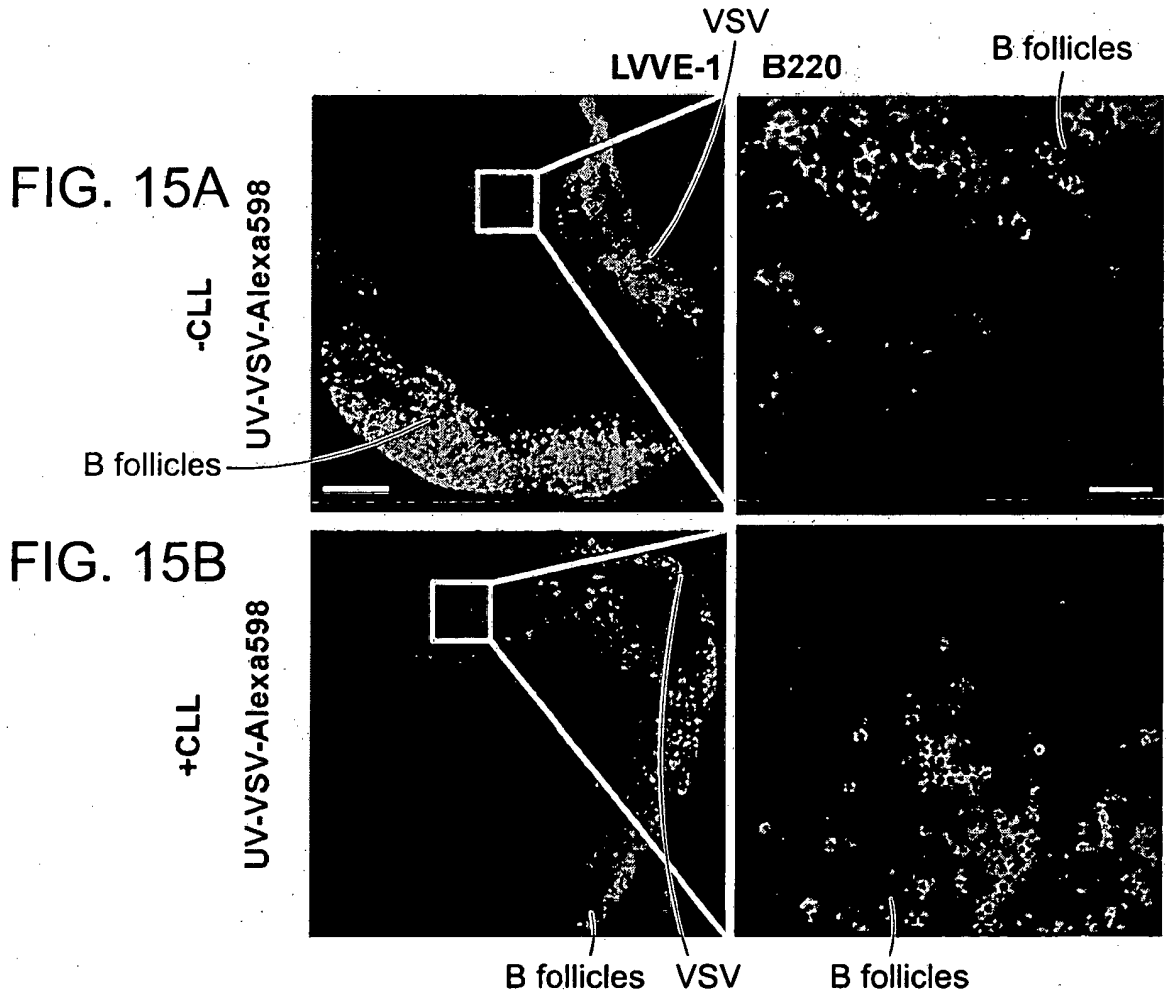 VSV
LVVE-1 B220 B follicles
FIG. 15A
-CLL
UV-VSV-Alexa598
B follicles
FIG. 15B
+CLL
UV-VSV-Alexa598
B follicles VSV B follicles